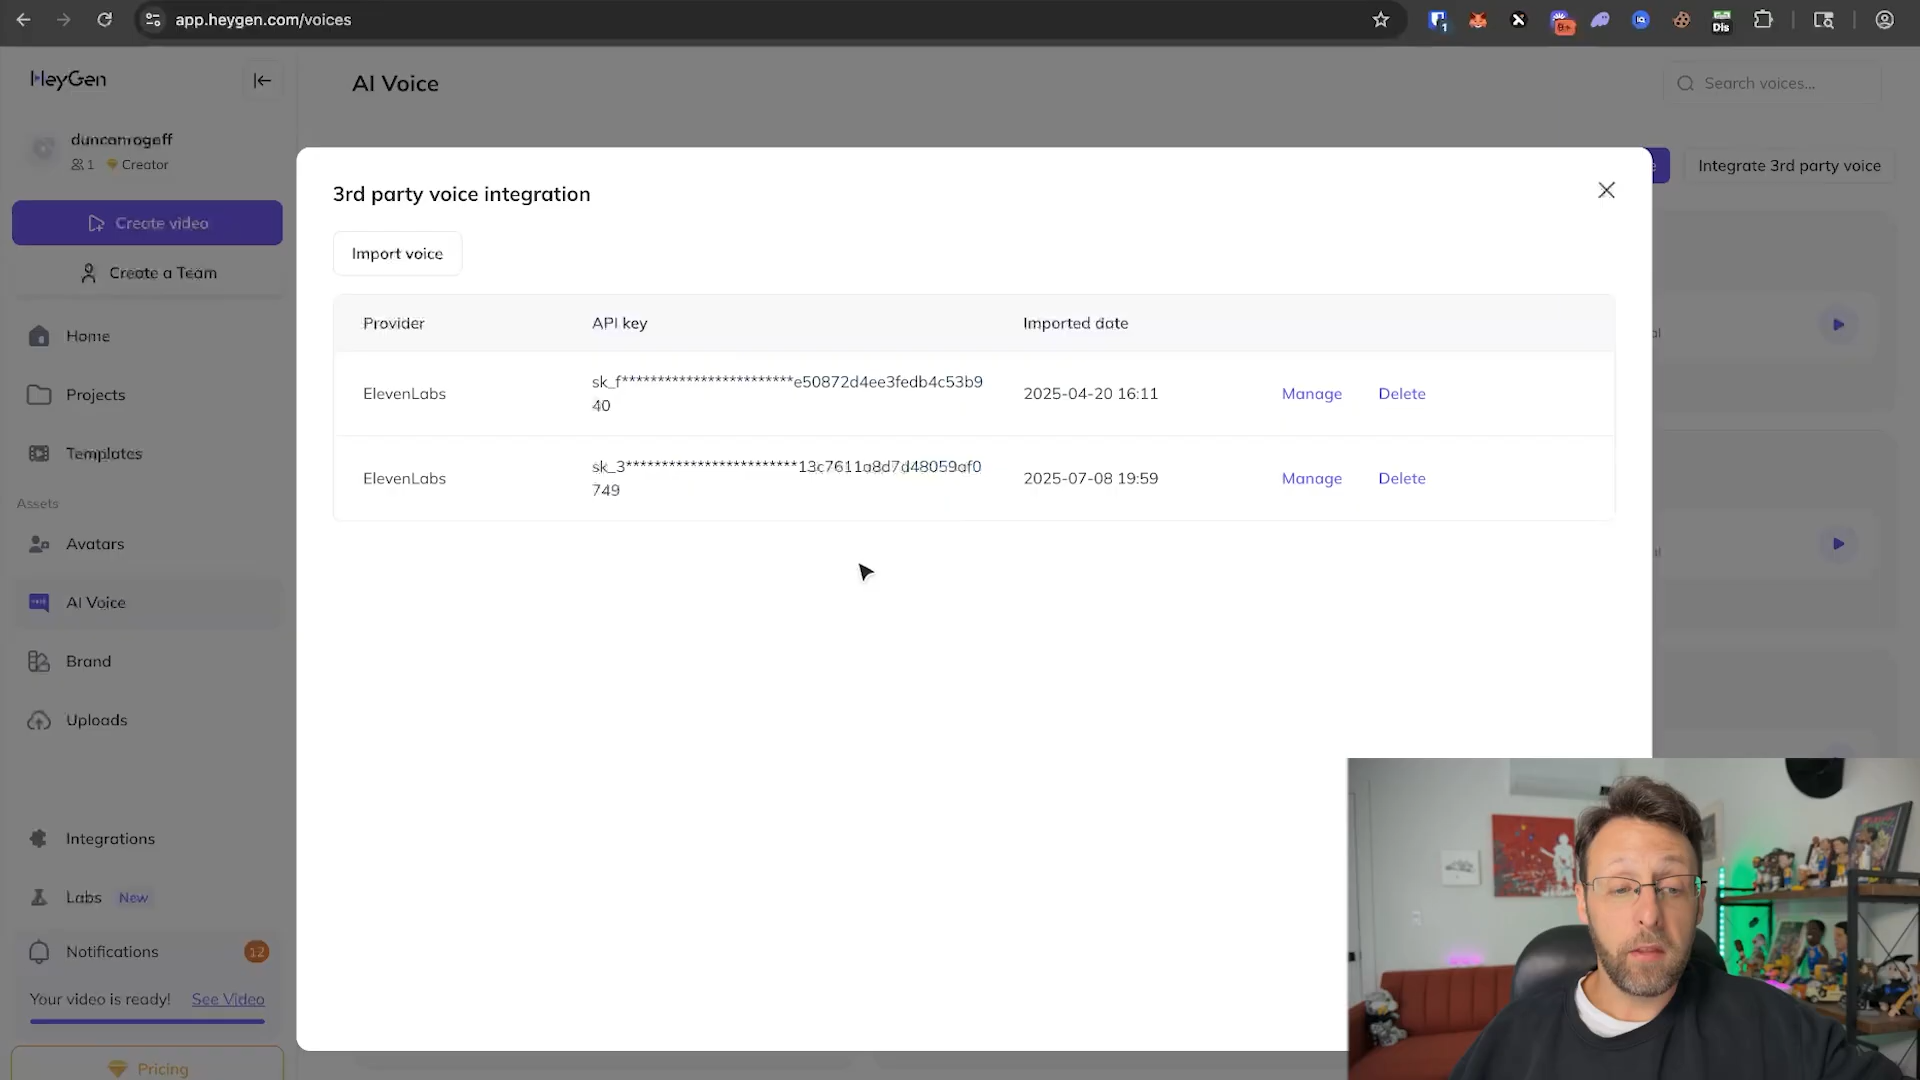 app.heygen.com/voices
1
9+
Dis
HeyGen
AI Voice
Search voices...
duncanrogoff
1 Creator
Integrate 3rd party voice
3rd party voice integration
Create video
Import voice
Create a Team
Provider API key Imported date
Home
ElevenLabs sk_f************************e50872d4ee3fedb4c53b9 2025-04-20 16:11 Manage Delete
40
Projects
Templates
ElevenLabs sk_3************************13c7611a8d7d48059af0 2025-07-08 19:59 Manage Delete
749
Assets
Avatars
AI Voice
Brand
Uploads
Integrations
Labs New
Notifications 12
Your video is ready! See Video
Pricing